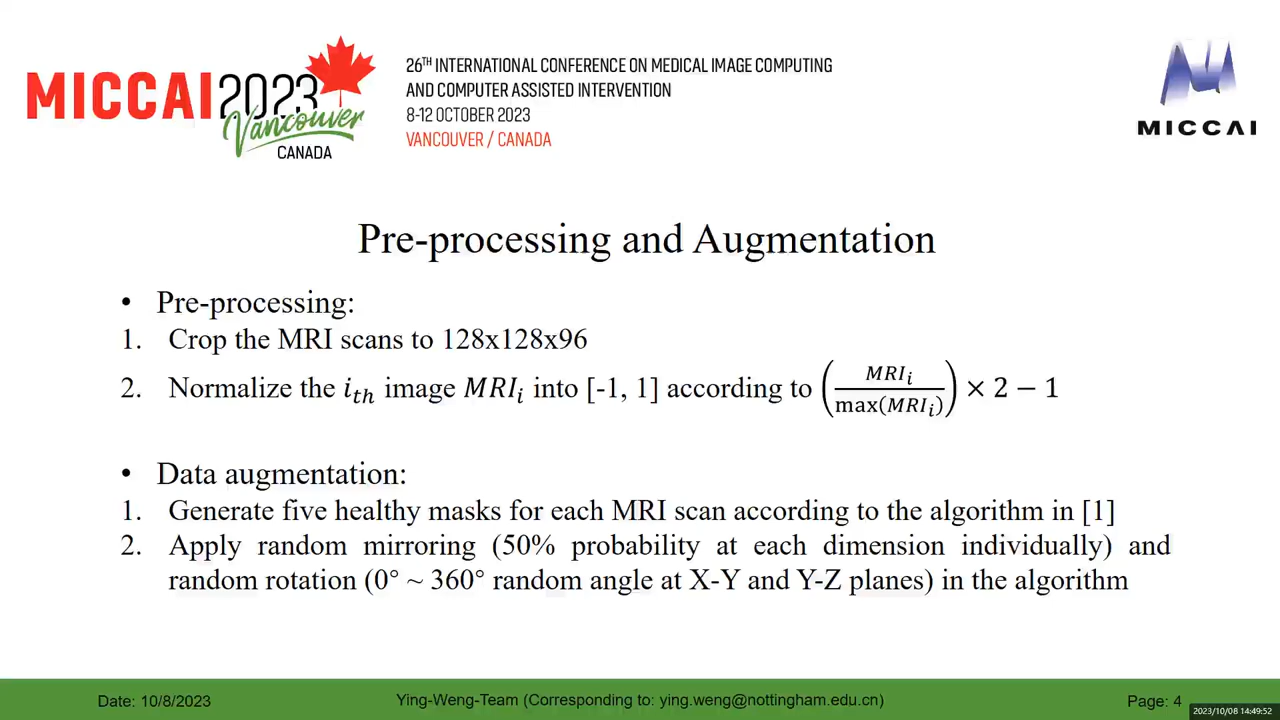 MICCAI2023
Vancouver
CANADA
26TH INTERNATIONAL CONFERENCE ON MEDICAL IMAGE COMPUTING
AND COMPUTER ASSISTED INTERVENTION
8-12 OCTOBER 2023
VANCOUVER / CANADA
MICCAI
Pre-processing and Augmentation
• Pre-processing:
1. Crop the MRI scans to 128x128x96
2. Normalize the i_{th} image MRI_i into [-1, 1] according to (MRI_i / max(MRI_i)) × 2 − 1
• Data augmentation:
1. Generate five healthy masks for each MRI scan according to the algorithm in [1]
2. Apply random mirroring (50% probability at each dimension individually) and
random rotation (0° ~ 360° random angle at X-Y and Y-Z planes) in the algorithm
Date: 10/8/2023
Ying-Weng-Team (Corresponding to: ying.weng@nottingham.edu.cn)
Page: 4
2023/10/08 14:49:52